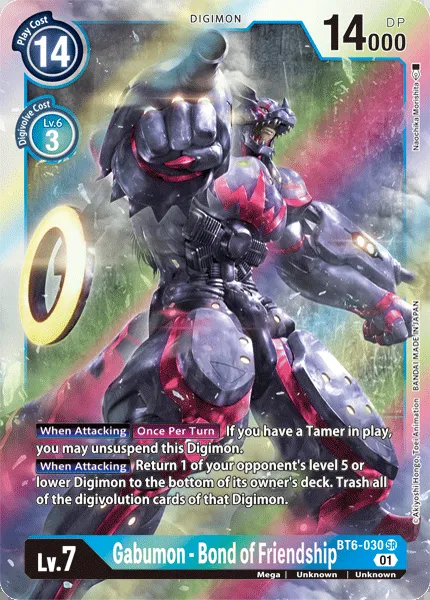 DIGIMON
Play Cost
14
DP
14000
Digivolve Cost
Lv.6
3
Naochika Morishita
©Akiyoshi Hongo, Toei Animation BANDAI MADE IN JAPAN
When Attacking Once Per Turn If you have a Tamer in play,
you may unsuspend this Digimon.
When Attacking Return 1 of your opponent's level 5 or
lower Digimon to the bottom of its owner's deck. Trash all
of the digivolution cards of that Digimon.
Lv.7
Gabumon - Bond of Friendship
BT6-030 SR
01
Mega | Unknown | Unknown